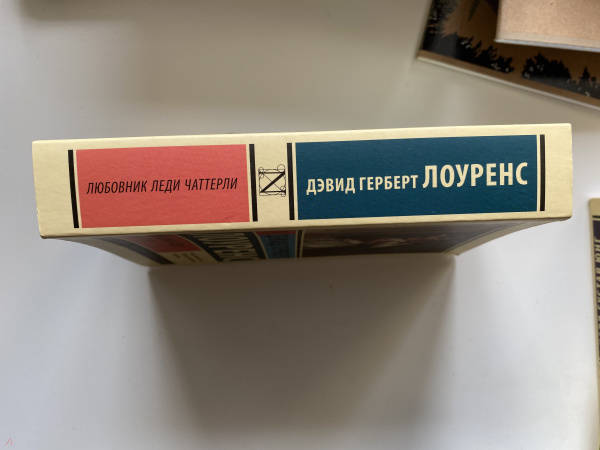 ЛЮБОВНИК ЛЕДИ ЧАТТЕРЛИ
ДЭВИД ГЕРБЕРТ ЛОУРЕНС